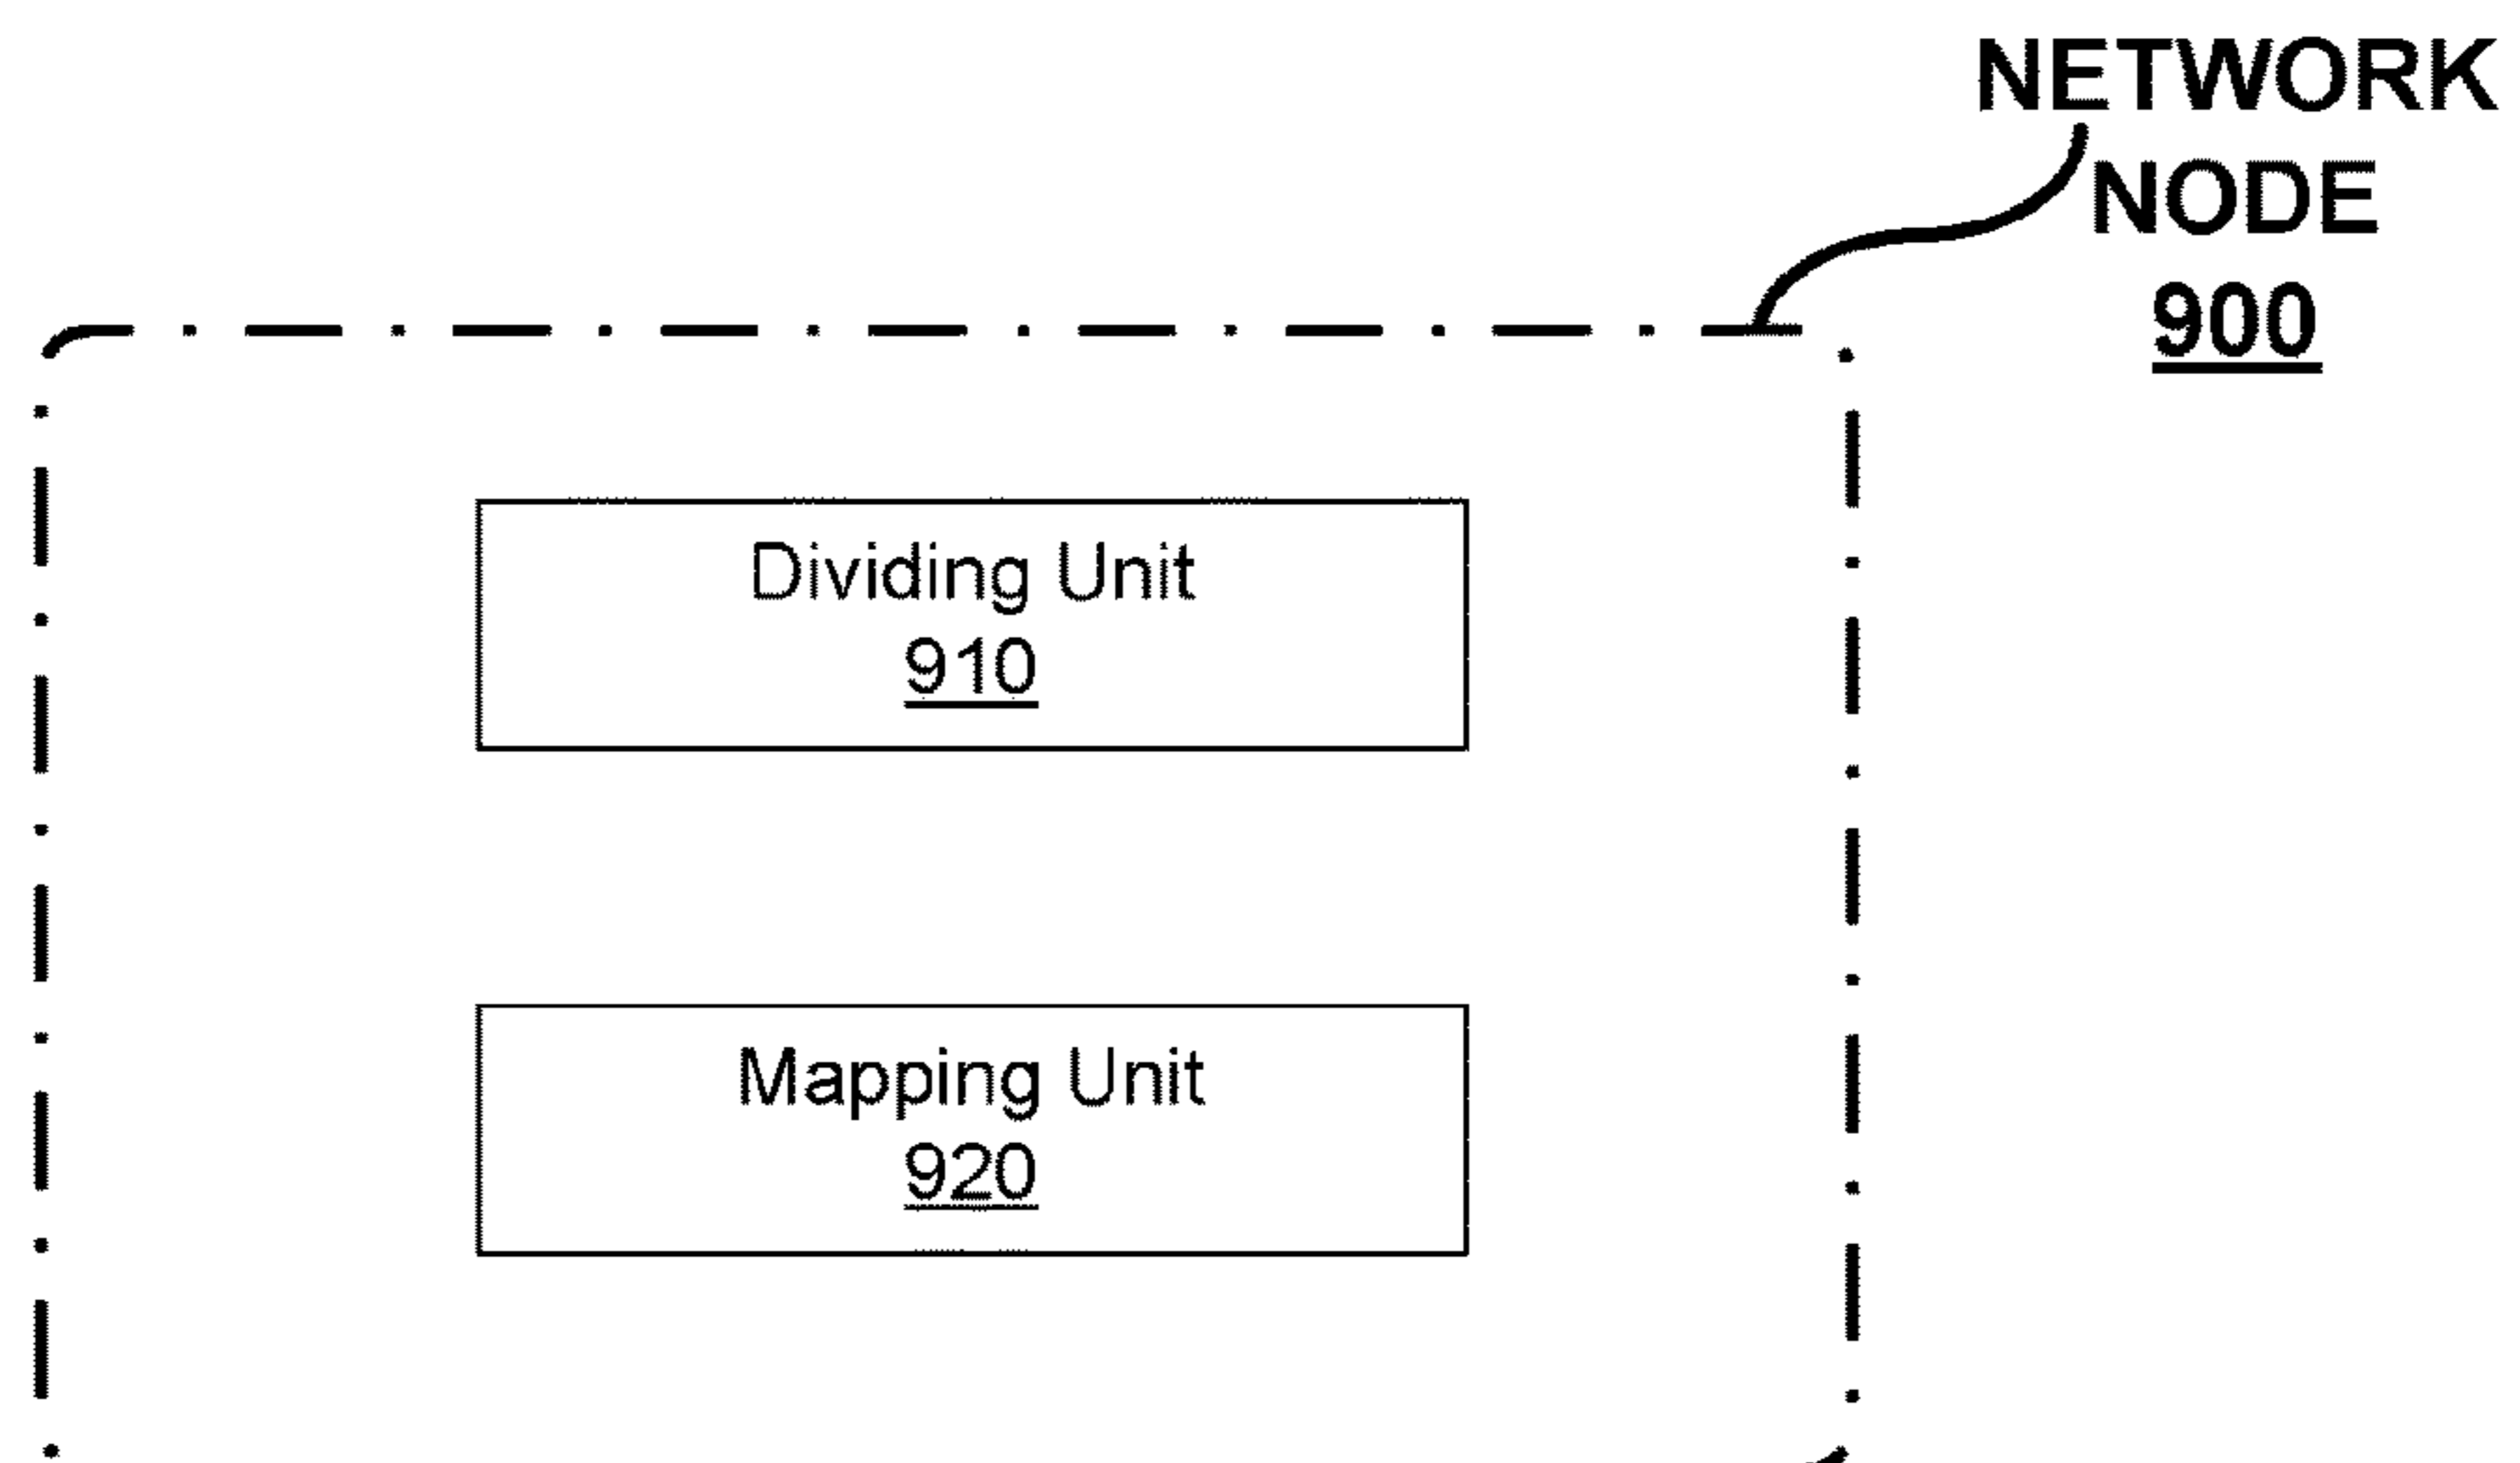 NETWORK
NODE
900
Dividing Unit
910
Mapping Unit
920